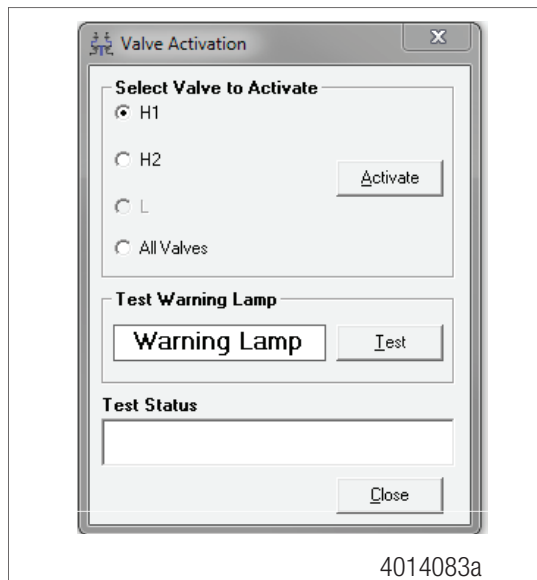 Valve Activation
Select Valve to Activate
H1
H2
Activate
L
All Valves
Test Warning Lamp
Warning Lamp
Test
Test Status
Close
4014083a